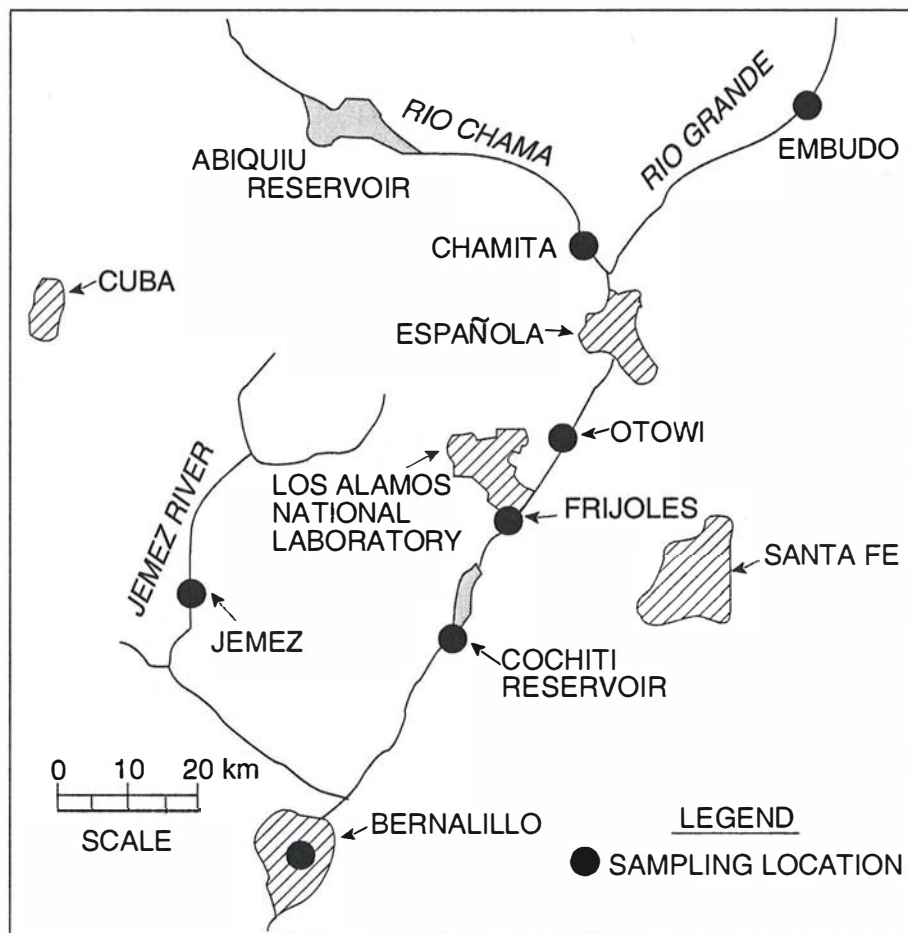 RIO CHAMA
RIO GRANDE
ABIQUIU
RESERVOIR
EMBUDO
CHAMITA
CUBA
ESPAÑOLA
OTOWI
LOS ALAMOS
NATIONAL
LABORATORY
FRIJOLES
SANTA FE
JEMEZ RIVER
JEMEZ
COCHITI
RESERVOIR
0 10 20 km
SCALE
BERNALILLO
LEGEND
SAMPLING LOCATION